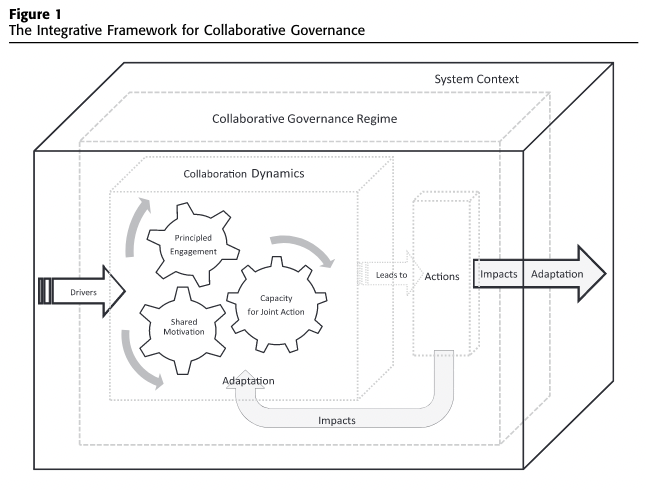 Figure 1
The Integrative Framework for Collaborative Governance
System Context
Collaborative Governance Regime
Collaboration Dynamics
Principled
Engagement
Drivers
Shared
Motivation
Capacity
for Joint Action
Leads to
Actions
Impacts
Adaptation
Adaptation
Impacts